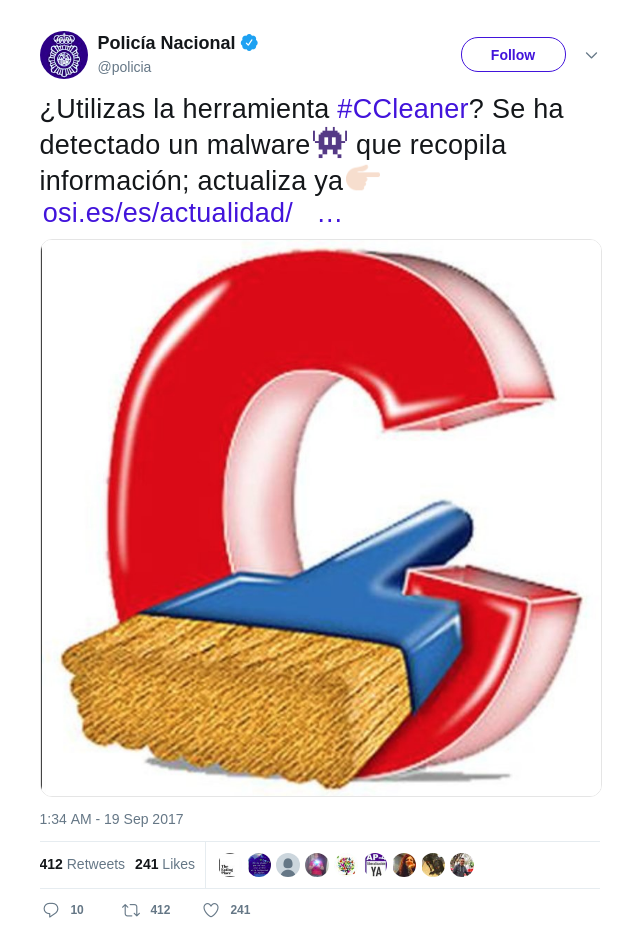 Policía Nacional
@policia
Follow
¿Utilizas la herramienta #CCleaner? Se ha
detectado un malware que recopila
información; actualiza ya
osi.es/es/actualidad/ …
1:34 AM - 19 Sep 2017
412 Retweets 241 Likes
10 412 241